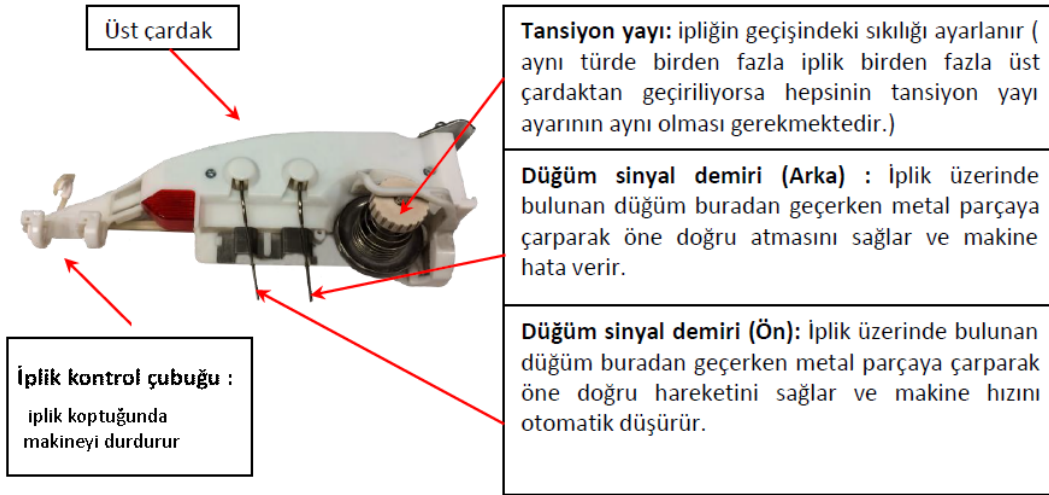 Üst çardak
Tansiyon yayı: ipliğin geçişindeki sıkılığı ayarlanır (
aynı türde birden fazla iplik birden fazla üst
çardaktan geçiriliyorsa hepsinin tansiyon yayı
ayarının aynı olması gerekmektedir.)
Düğüm sinyal demiri (Arka) : İplik üzerinde
bulunan düğüm buradan geçerken metal parçaya
çarparak öne doğru atmasını sağlar ve makine
hata verir.
Düğüm sinyal demiri (Ön): İplik üzerinde bulunan
düğüm buradan geçerken metal parçaya çarparak
öne doğru hareketini sağlar ve makine hızını
otomatik düşürür.
İplik kontrol çubuğu :
iplik koptuğunda
makineyi durdurur